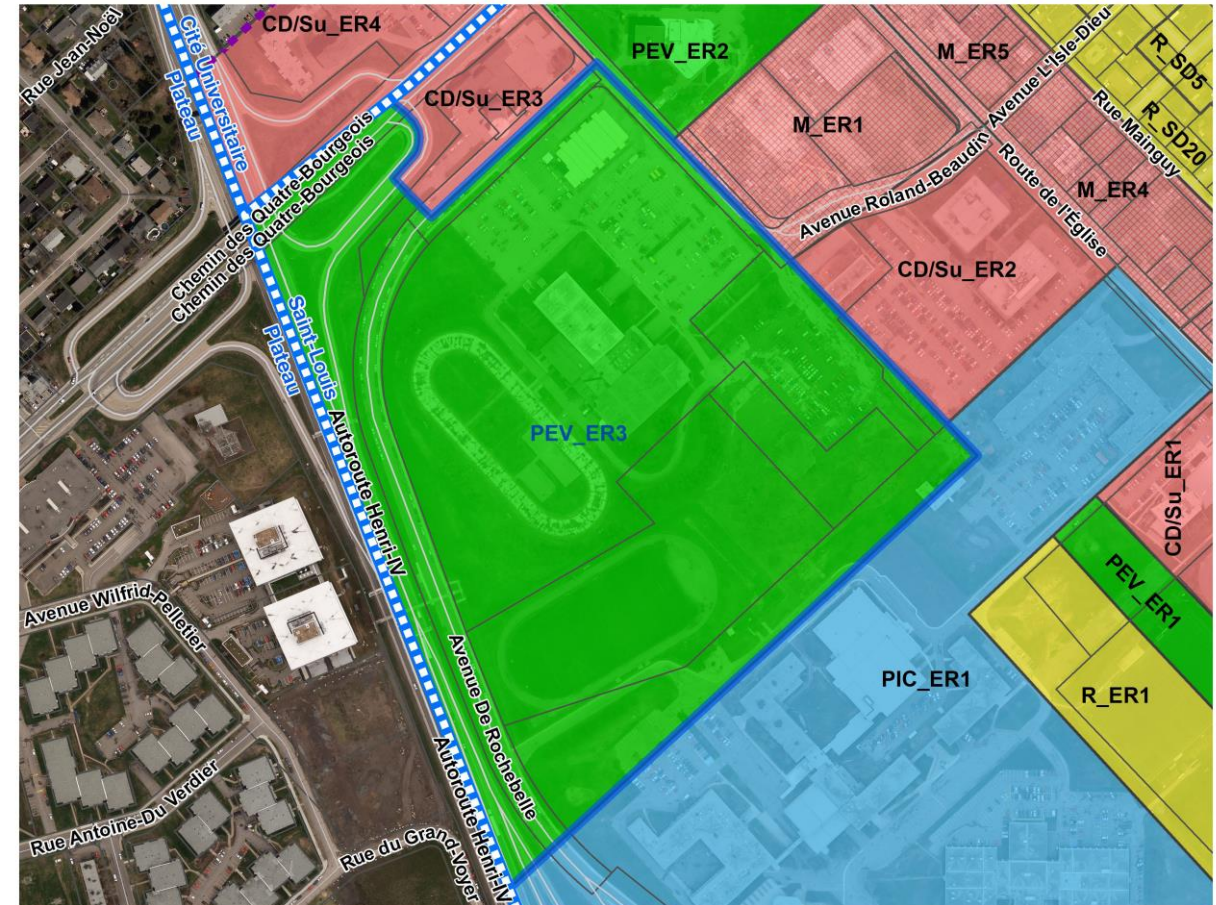 Rue Jean-Noël
Cité Universitaire
Plateau
CD/Su_ER4
PEV_ER2
M_ER5
Avenue L'Isle-Dieu
R_SD5
CD/Su_ER3
M_ER1
Rue Mainguy
R_SD20
Chemin des Quatre-Bourgeois
Chemin des Quatre-Bourgeois
Avenue Roland-Beaudin
Route de l'Église
M_ER4
CD/Su_ER2
Saint-Louis
Plateau
Autoroute Henri-IV
PEV_ER3
CD/Su_ER1
PEV_ER1
Avenue Wilfrid-Pelletier
Avenue De Rochebelle
PIC_ER1
R_ER1
Rue Antoine-Du Verdier
Rue du Grand-Voyer
Autoroute Henri-IV